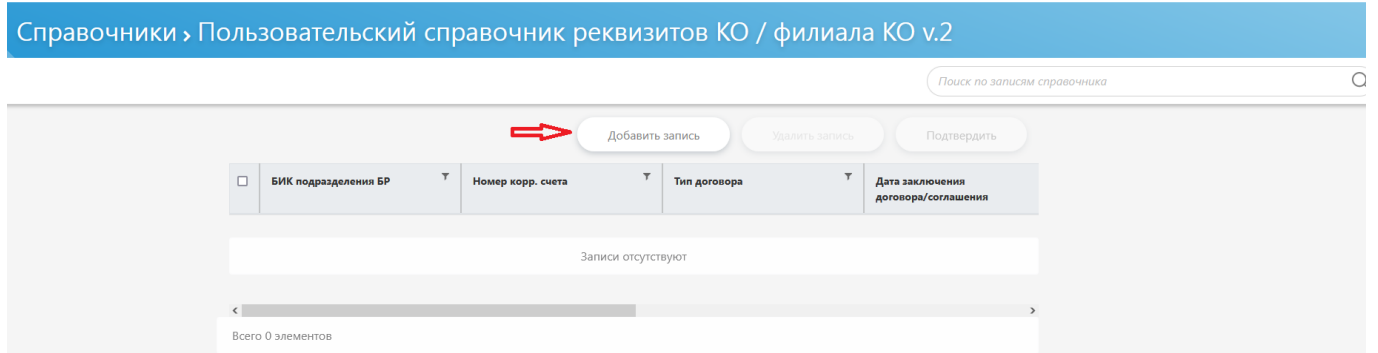 Справочники › Пользовательский справочник реквизитов КО / филиала КО v.2
Поиск по записям справочника
Добавить запись Удалить запись Подтвердить
БИК подразделения БР Номер корр. счета Тип договора Дата заключения
договора/соглашения
Записи отсутствуют
Всего 0 элементов